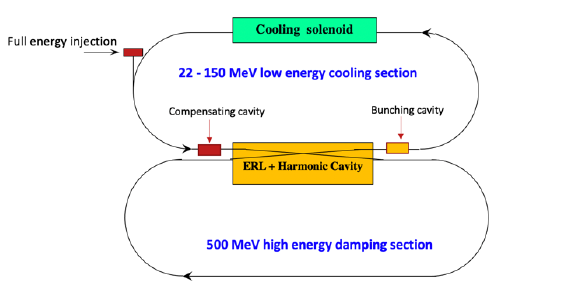 Cooling solenoid
Full energy injection
22 - 150 MeV low energy cooling section
Compensating cavity
Bunching cavity
ERL + Harmonic Cavity
500 MeV high energy damping section